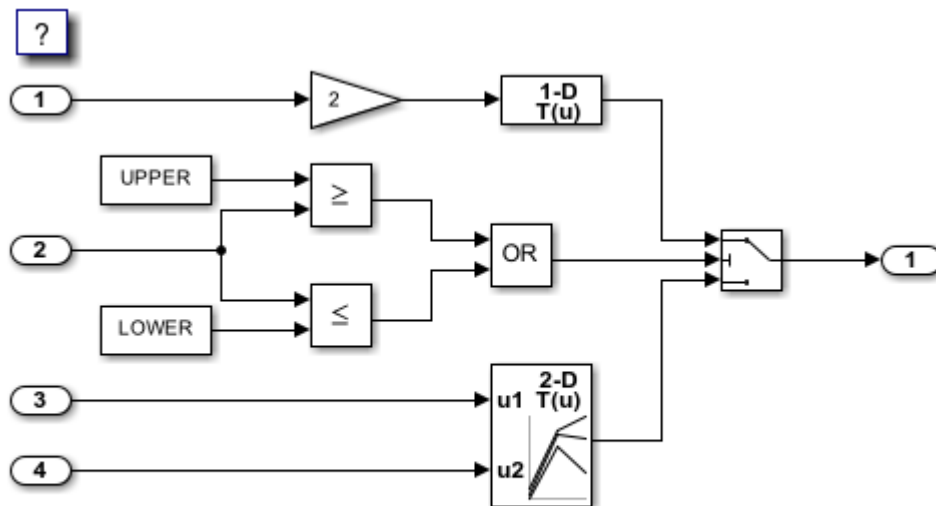 ?
1
2
1-D
T(u)
UPPER
≥
2
OR
1
LOWER
≤
3
u1
2-D
T(u)
4
u2